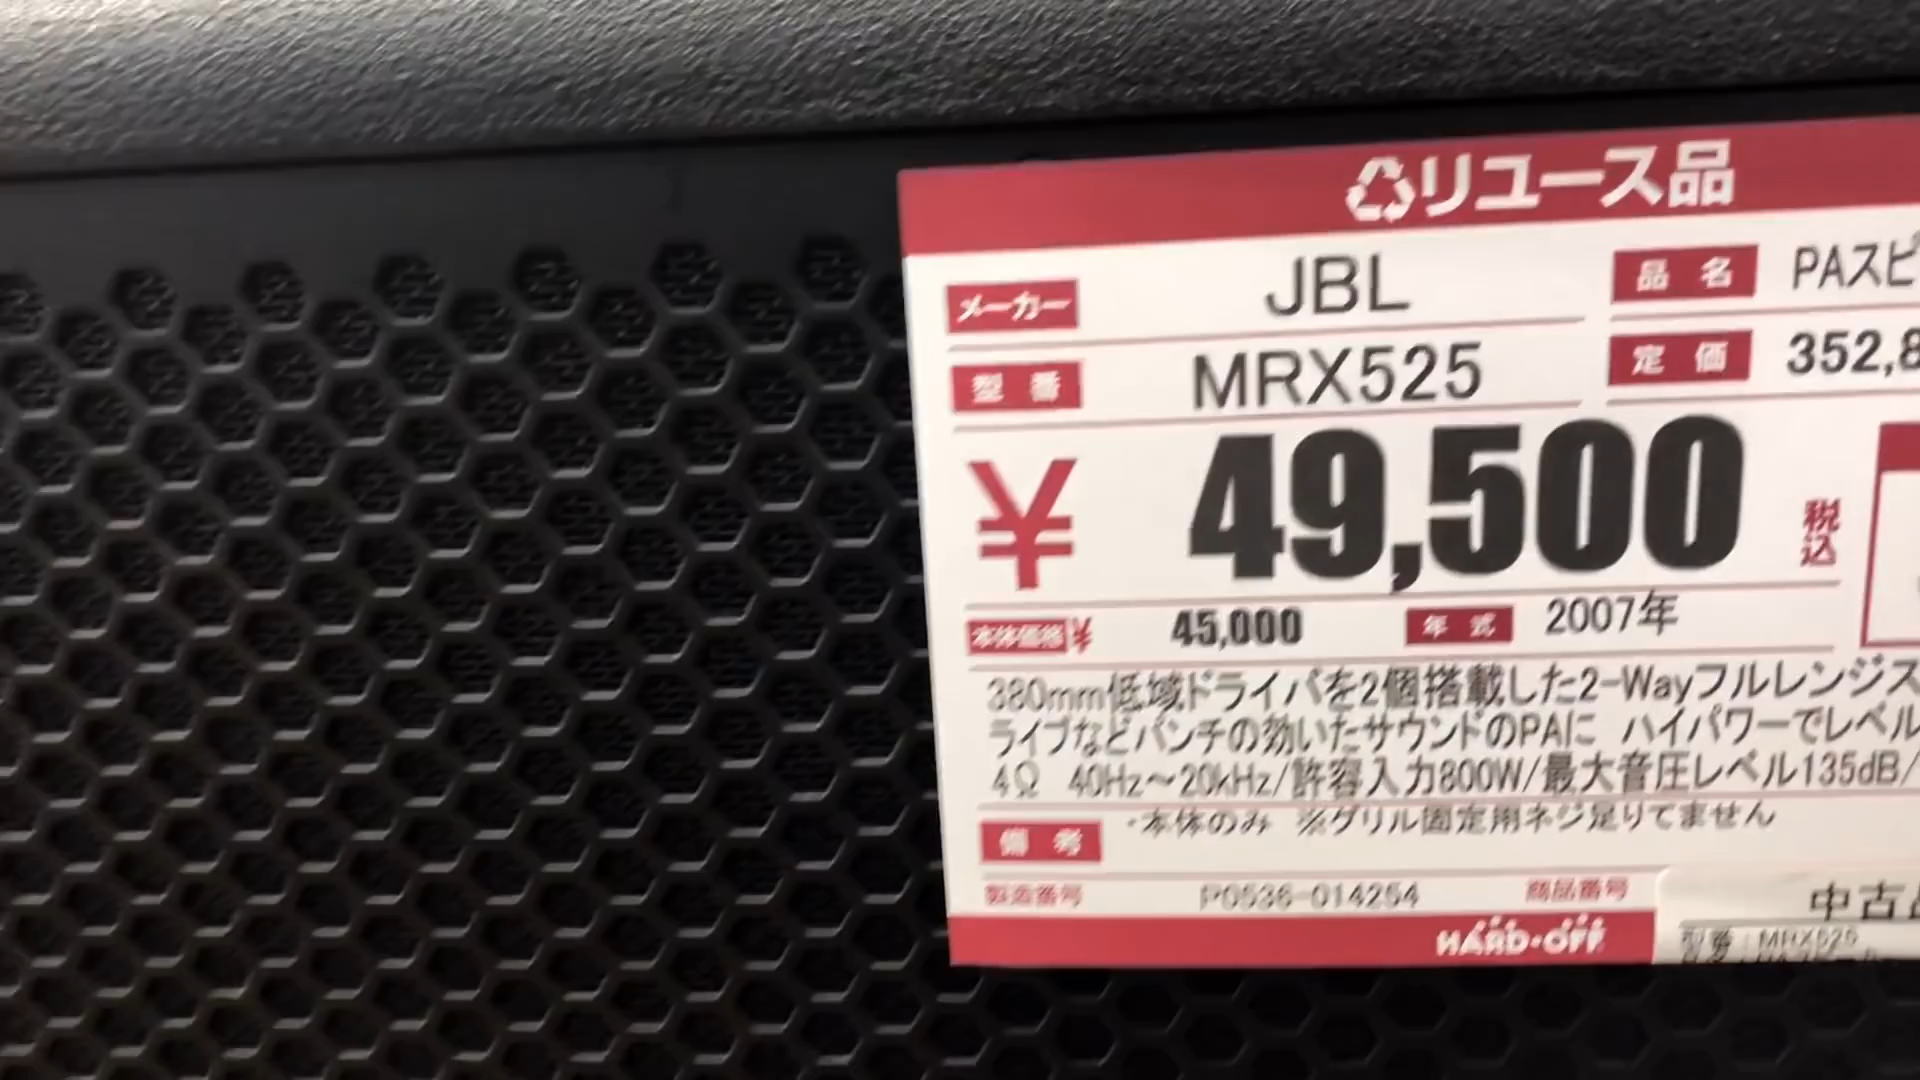 リユース品
メーカー JBL 品名 PAスピ
型番 MRX525 定価 352,8
¥ 49,500 税込
本体価格¥ 45,000 年式 2007年
380mm低域ドライバを2個搭載した2-Wayフルレンジス
ライブなどパンチの効いたサウンドのPAに ハイパワーでレベル
4Ω 40Hz～20kHz/許容入力800W/最大音圧レベル135dB/
備考 ・本体のみ ※グリル固定用ネジ足りてません
製造番号 P0536-014254 商品番号
HARD・OFF
中古品
型番：MRX525